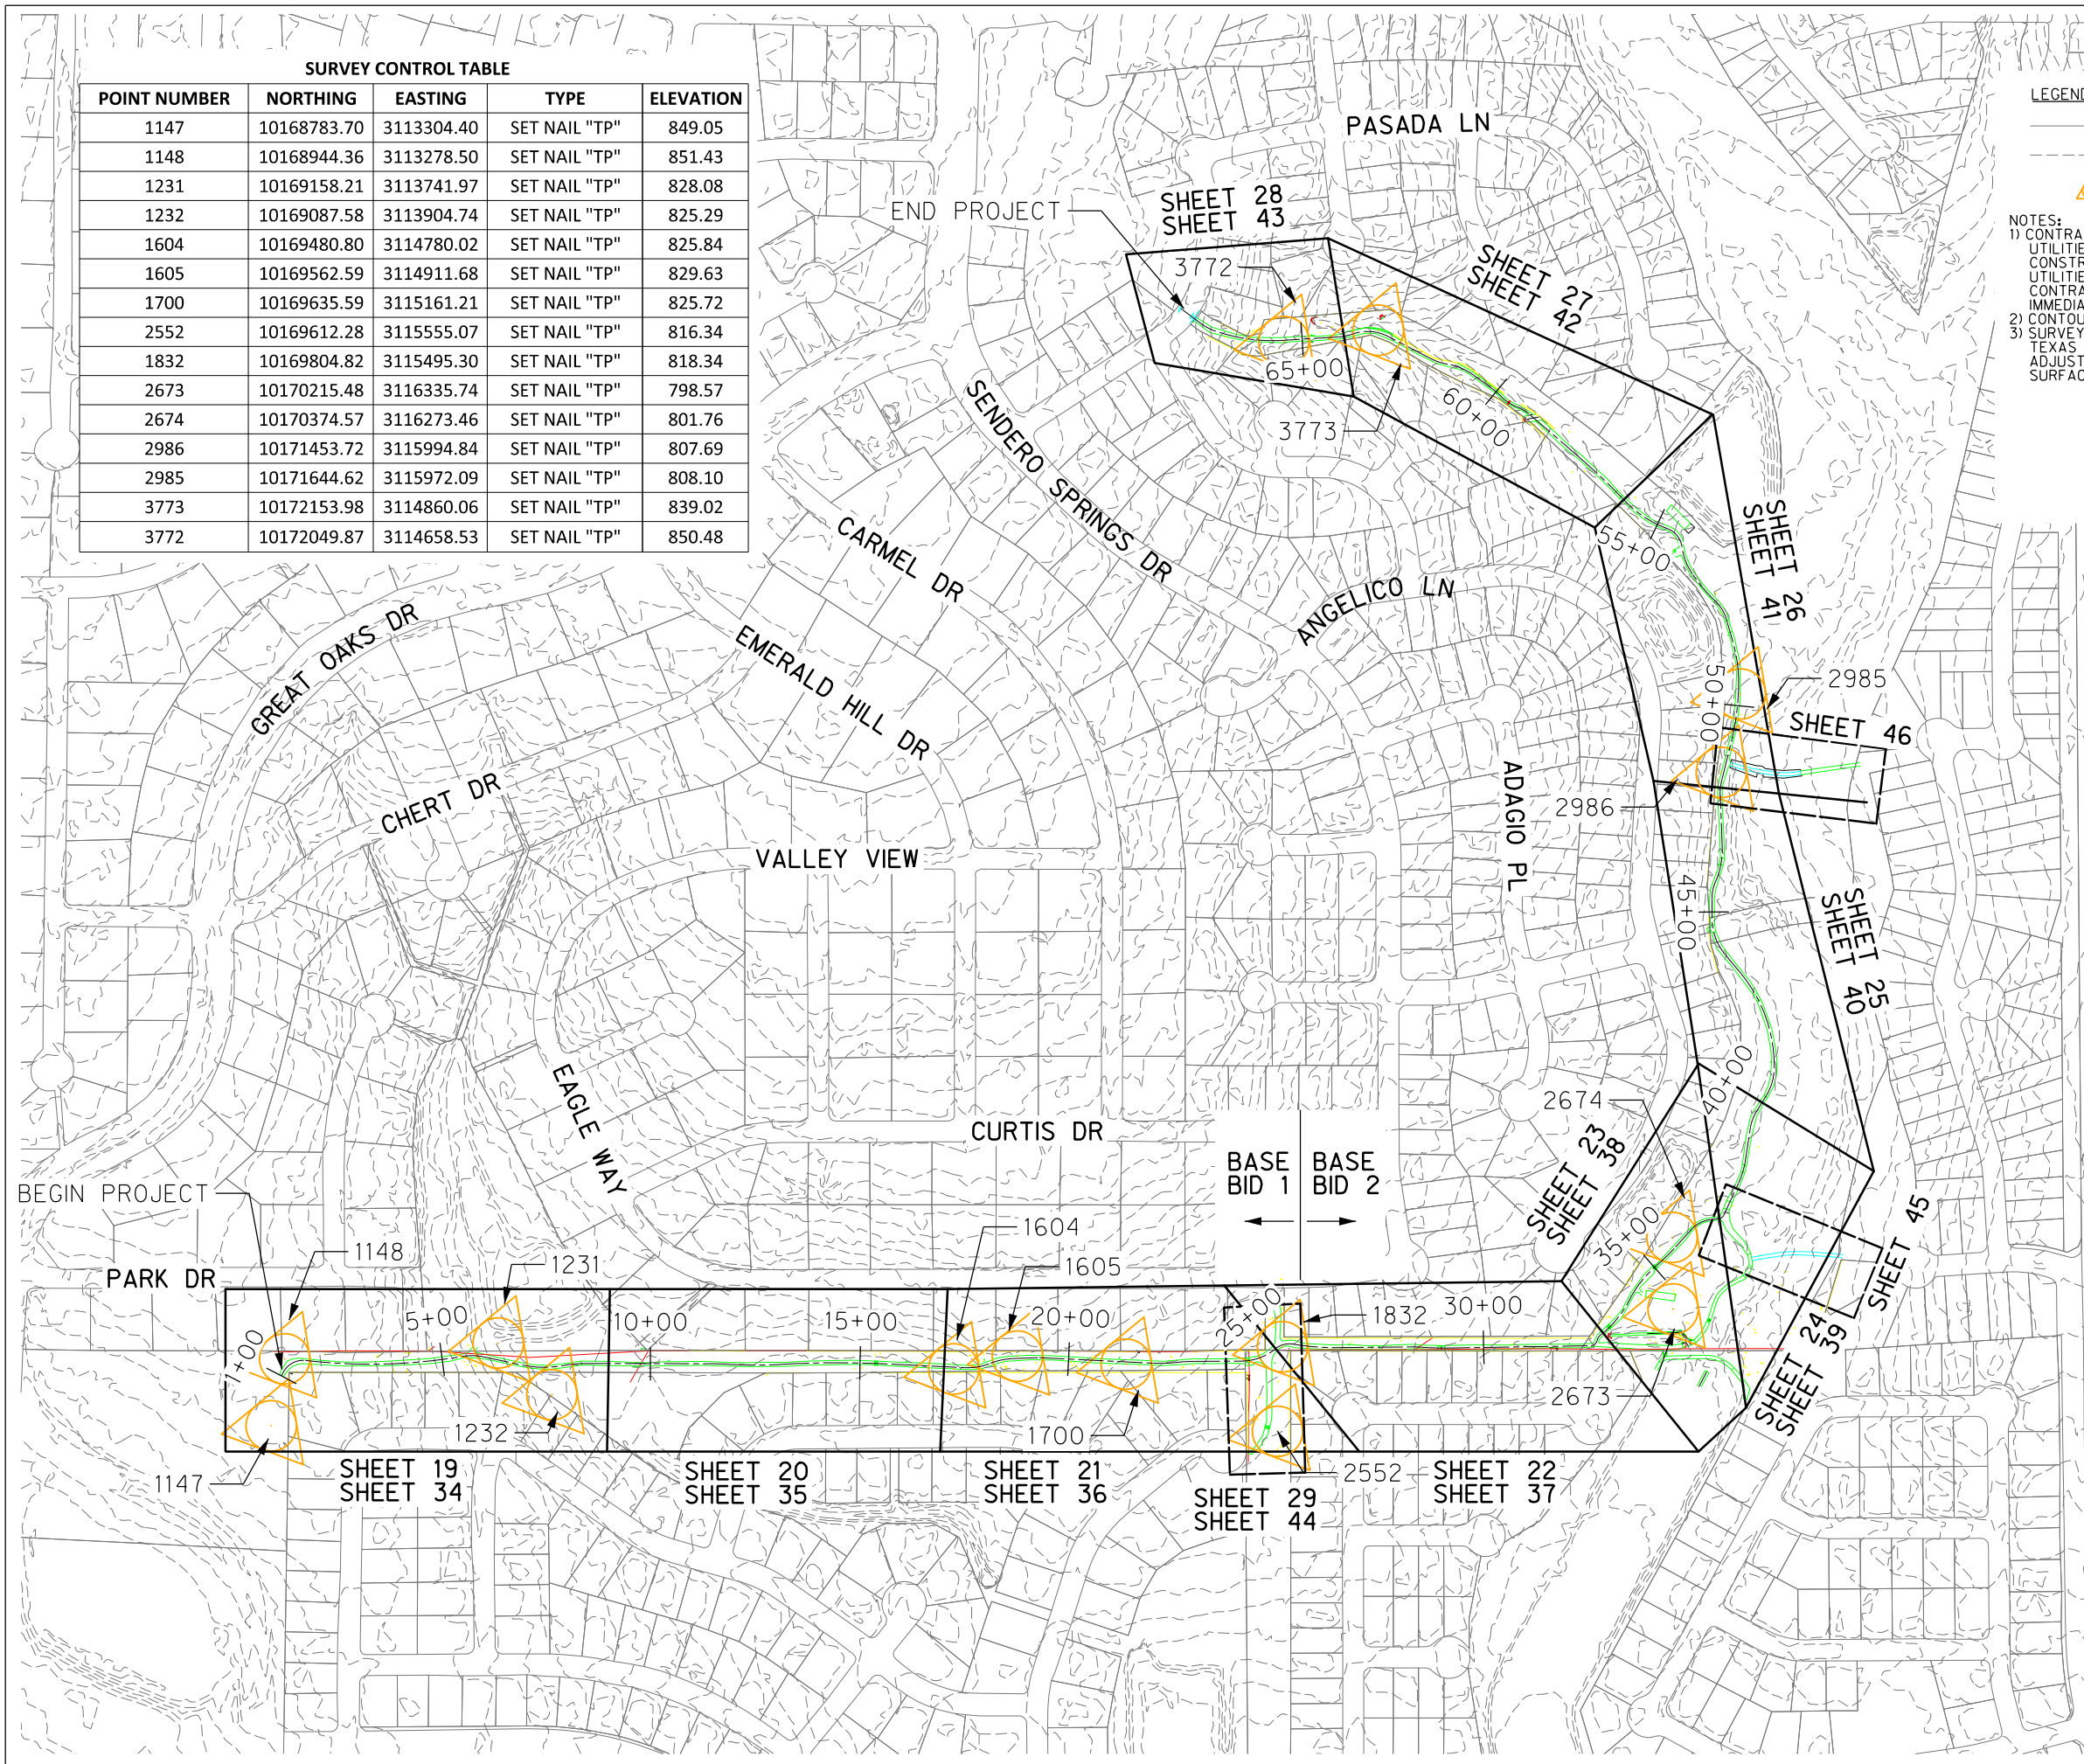 SURVEY CONTROL TABLE
POINT NUMBER NORTHING EASTING TYPE ELEVATION
1147 10168783.70 3113304.40 SET NAIL "TP" 849.05
1148 10168944.36 3113278.50 SET NAIL "TP" 851.43
1231 10169158.21 3113741.97 SET NAIL "TP" 828.08
1232 10169087.58 3113904.74 SET NAIL "TP" 825.29
1604 10169480.80 3114780.02 SET NAIL "TP" 825.84
1605 10169562.59 3114911.68 SET NAIL "TP" 829.63
1700 10169635.59 3115161.21 SET NAIL "TP" 825.72
2552 10169612.28 3115555.07 SET NAIL "TP" 816.34
1832 10169804.82 3115495.30 SET NAIL "TP" 818.34
2673 10170215.48 3116335.74 SET NAIL "TP" 798.57
2674 10170374.57 3116273.46 SET NAIL "TP" 801.76
2986 10171453.72 3115994.84 SET NAIL "TP" 807.69
2985 10171644.62 3115972.09 SET NAIL "TP" 808.10
3773 10172153.98 3114860.06 SET NAIL "TP" 839.02
3772 10172049.87 3114658.53 SET NAIL "TP" 850.48
LEGEND
NOTES:
1) CONTRA
UTILITIE
CONSTR
UTILITIE
CONTRA
IMMEDIA
2) CONTOU
3) SURVEY
TEXAS
ADJUST
SURFAC
PASADA LN
SHEET 28
SHEET 43
END PROJECT
3772
SHEET 27
SHEET 42
65+00
60+00
3773
SENDERO SPRINGS DR
CARMEL DR
55+00
SHEET 26
SHEET 41
ANGELICO LN
GREAT OAKS DR
EMERALD HILL DR
50+00
2985
SHEET 46
CHERT DR
ADAGIO PL
2986
VALLEY VIEW
45+00
SHEET 25
SHEET 40
EAGLE WAY
40+00
2674
CURTIS DR
SHEET 23
SHEET 38
BASE
BID 1
BASE
BID 2
BEGIN PROJECT
1148
1604
35+00
SHEET 45
PARK DR
1231
1605
1+00
5+00
10+00
15+00
20+00
25+00
1832
30+00
SHEET 24
SHEET 39
2673
1232
1700
1147
2552
SHEET 19
SHEET 34
SHEET 20
SHEET 35
SHEET 21
SHEET 36
SHEET 29
SHEET 44
SHEET 22
SHEET 37